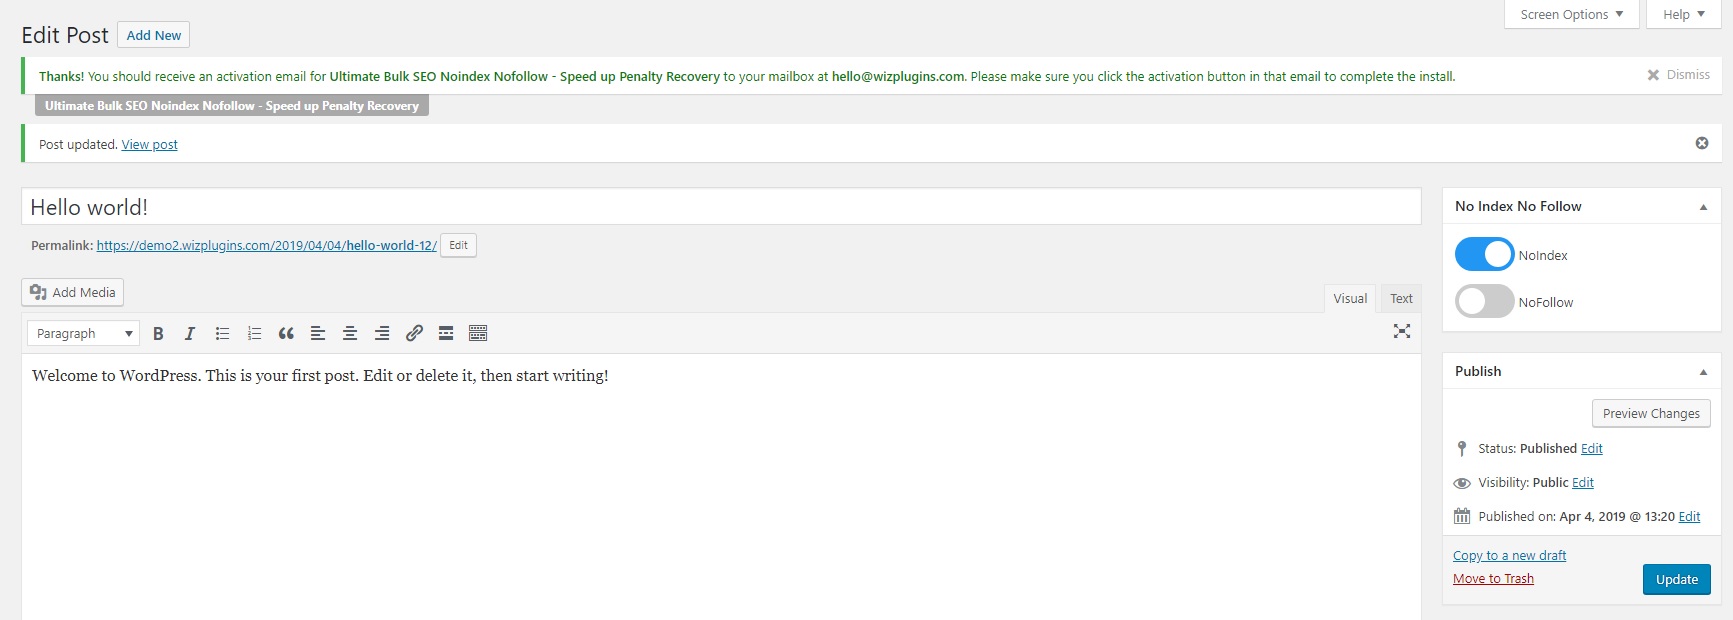 Screen Options
Help
Edit Post
Add New
Thanks! You should receive an activation email for Ultimate Bulk SEO Noindex Nofollow - Speed up Penalty Recovery to your mailbox at hello@wizplugins.com. Please make sure you click the activation button in that email to complete the install.
Dismiss
Ultimate Bulk SEO Noindex Nofollow - Speed up Penalty Recovery
Post updated. View post
Hello world!
Permalink: https://demo2.wizplugins.com/2019/04/04/hello-world-12/ Edit
Add Media
Visual
Text
Paragraph
B I
Welcome to WordPress. This is your first post. Edit or delete it, then start writing!
No Index No Follow
NoIndex
NoFollow
Publish
Preview Changes
Status: Published Edit
Visibility: Public Edit
Published on: Apr 4, 2019 @ 13:20 Edit
Copy to a new draft
Move to Trash
Update